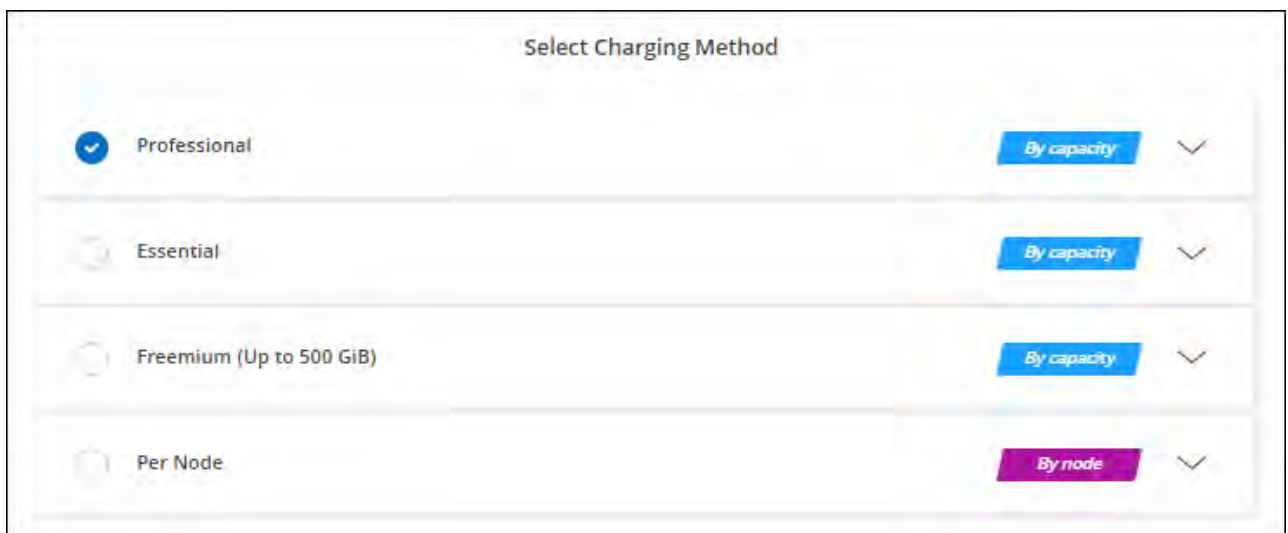 Select Charging Method
Professional By capacity
Essential By capacity
Freemium (Up to 500 GiB) By capacity
Per Node By node